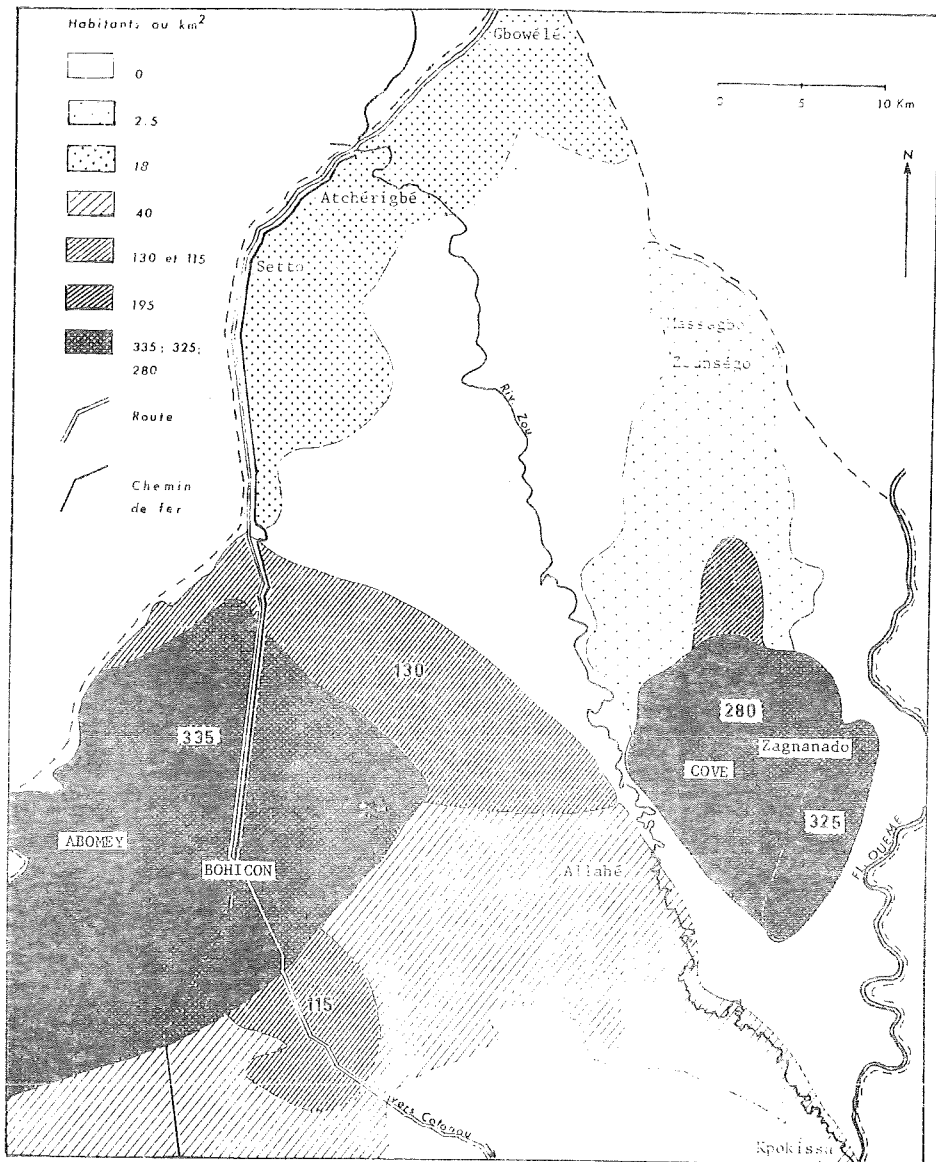 Habitants au km²
0
2.5
18
40
130 et 115
195
335; 325;
280
Route
Chemin
de fer
Gbowélé
0 5 10 Km
N
Atchérigbé
Setto
Massagbo
Zounségo
Riv. Zou
130
335
280
Zagnanado
COVE
325
ABOMEY
BOHICON
Allahé
Fl. OUEME
115
Vers Cotonou
Kpokissa